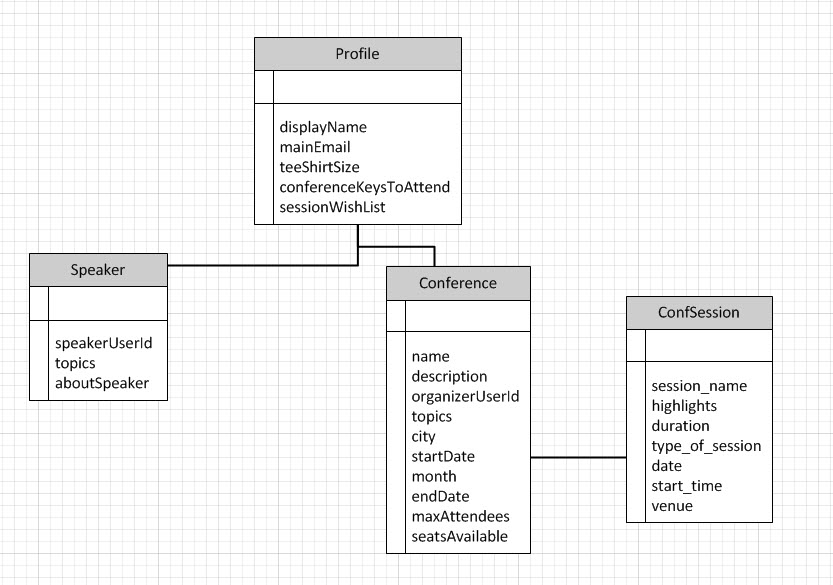 Profile
displayName
mainEmail
teeShirtSize
conferenceKeysToAttend
sessionWishList
Speaker
speakerUserId
topics
aboutSpeaker
Conference
name
description
organizerUserId
topics
city
startDate
month
endDate
maxAttendees
seatsAvailable
ConfSession
session_name
highlights
duration
type_of_session
date
start_time
venue